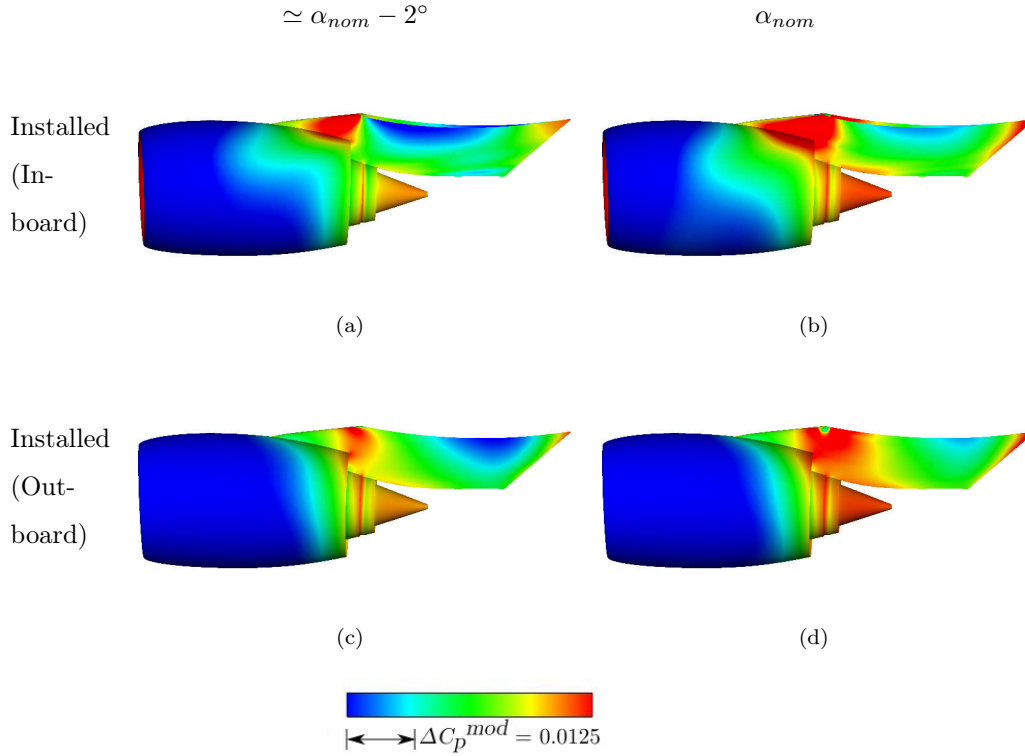 ≃ α_nom − 2°
α_nom
Installed
(In-
board)
(a)
(b)
Installed
(Out-
board)
(c)
(d)
ΔC_p^mod = 0.0125